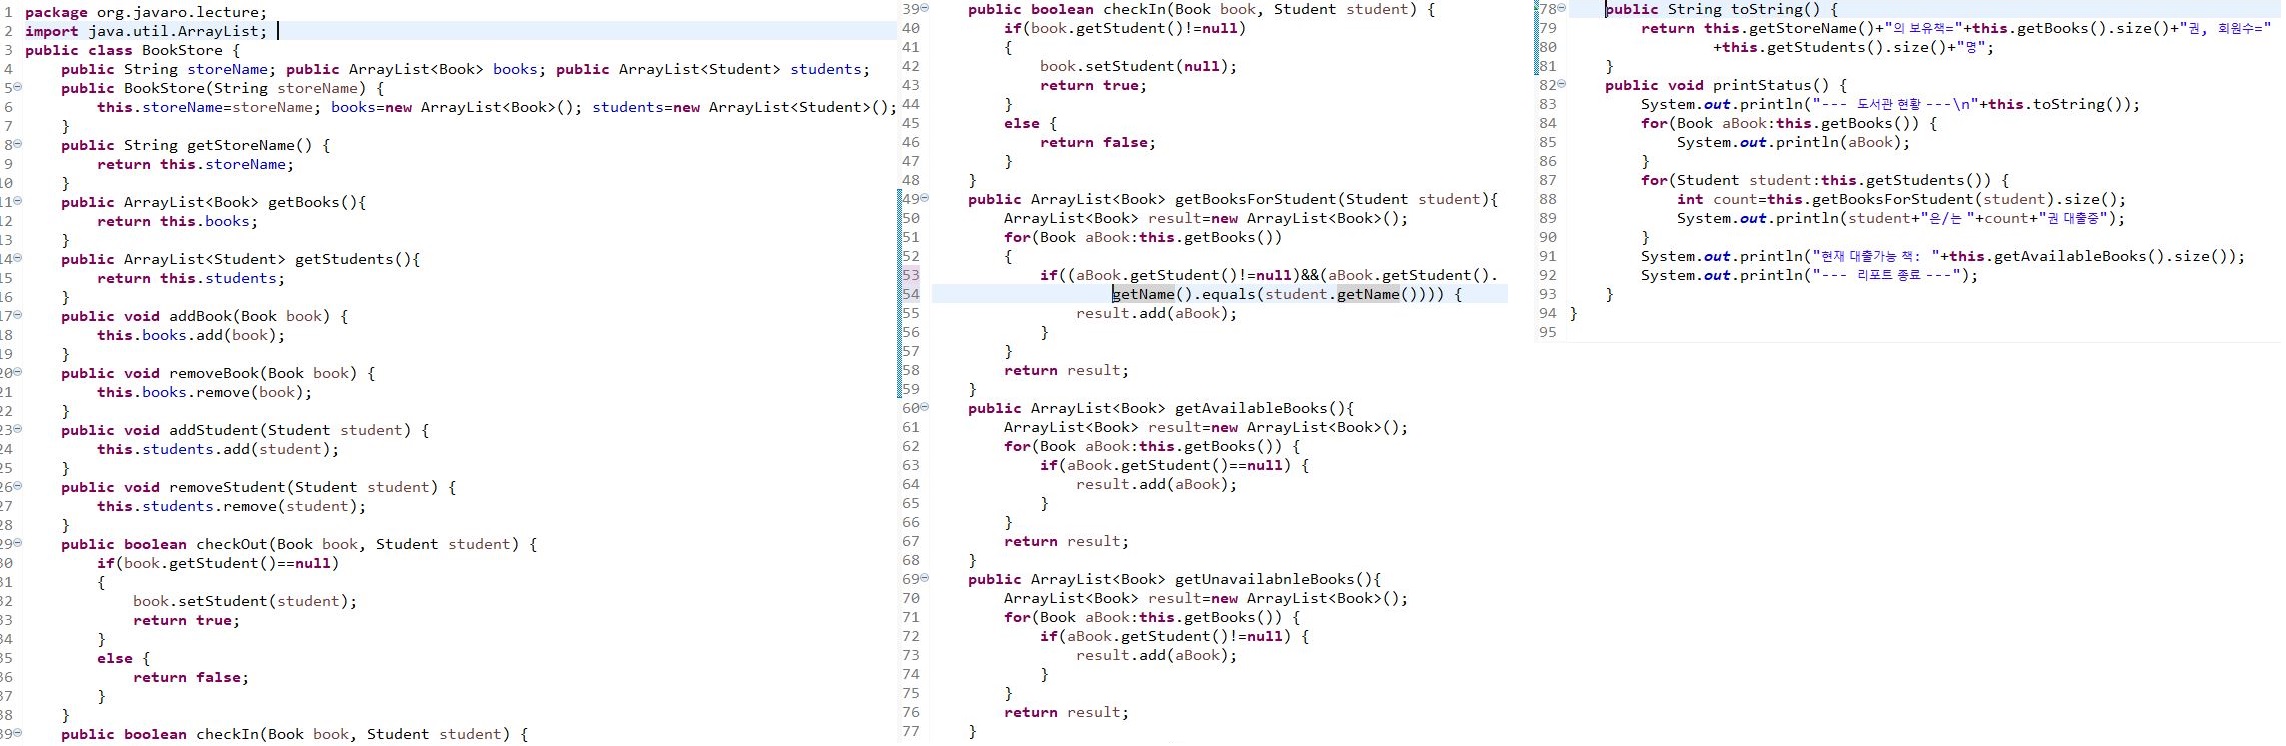 1 package org.javaro.lecture;
2 import java.util.ArrayList;
3 public class BookStore {
4     public String storeName; public ArrayList<Book> books; public ArrayList<Student> students;
5     public BookStore(String storeName) {
6         this.storeName=storeName; books=new ArrayList<Book>(); students=new ArrayList<Student>();
7     }
8     public String getStoreName() {
9         return this.storeName;
10     }
11     public ArrayList<Book> getBooks(){
12         return this.books;
13     }
14     public ArrayList<Student> getStudents(){
15         return this.students;
16     }
17     public void addBook(Book book) {
18         this.books.add(book);
19     }
20     public void removeBook(Book book) {
21         this.books.remove(book);
22     }
23     public void addStudent(Student student) {
24         this.students.add(student);
25     }
26     public void removeStudent(Student student) {
27         this.students.remove(student);
28     }
29     public boolean checkOut(Book book, Student student) {
30         if(book.getStudent()==null)
31         {
32             book.setStudent(student);
33             return true;
34         }
35         else {
36             return false;
37         }
38     }
39     public boolean checkIn(Book book, Student student) {
39     public boolean checkIn(Book book, Student student) {
40         if(book.getStudent()!=null)
41         {
42             book.setStudent(null);
43             return true;
44         }
45         else {
46             return false;
47         }
48     }
49     public ArrayList<Book> getBooksForStudent(Student student){
50         ArrayList<Book> result=new ArrayList<Book>();
51         for(Book aBook:this.getBooks())
52         {
53             if((aBook.getStudent()!=null)&&(aBook.getStudent().
54                     getName().equals(student.getName()))) {
55                 result.add(aBook);
56             }
57         }
58         return result;
59     }
60     public ArrayList<Book> getAvailableBooks(){
61         ArrayList<Book> result=new ArrayList<Book>();
62         for(Book aBook:this.getBooks()) {
63             if(aBook.getStudent()==null) {
64                 result.add(aBook);
65             }
66         }
67         return result;
68     }
69     public ArrayList<Book> getUnavailabnleBooks(){
70         ArrayList<Book> result=new ArrayList<Book>();
71         for(Book aBook:this.getBooks()) {
72             if(aBook.getStudent()!=null) {
73                 result.add(aBook);
74             }
75         }
76         return result;
77     }
78     public String toString() {
79         return this.getStoreName()+"의 보유책="+this.getBooks().size()+"권, 회원수="
80                 +this.getStudents().size()+"명";
81     }
82     public void printStatus() {
83         System.out.println("--- 도서관 현황 ---\n"+this.toString());
84         for(Book aBook:this.getBooks()) {
85             System.out.println(aBook);
86         }
87         for(Student student:this.getStudents()) {
88             int count=this.getBooksForStudent(student).size();
89             System.out.println(student+"은/는 "+count+"권 대출중");
90         }
91         System.out.println("현재 대출가능 책: "+this.getAvailableBooks().size());
92         System.out.println("--- 리포트 종료 ---");
93     }
94 }
95